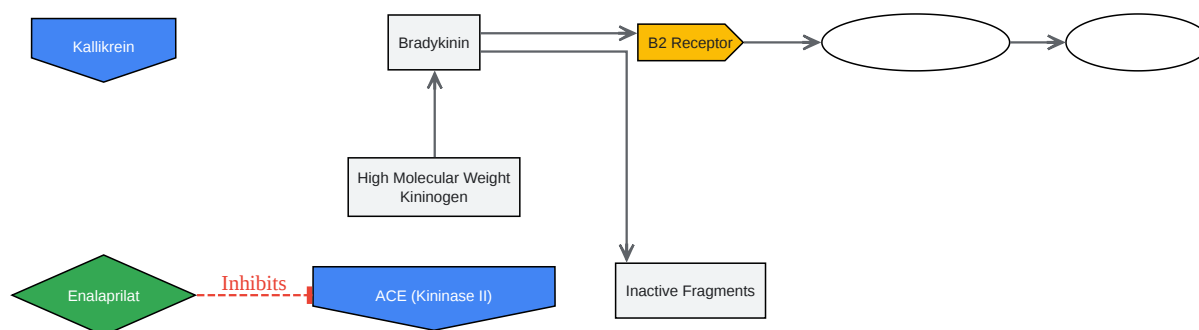 Kallikrein
Bradykinin
B2 Receptor
High Molecular Weight
Kininogen
Enalaprilat
Inhibits
ACE (Kininase II)
Inactive Fragments